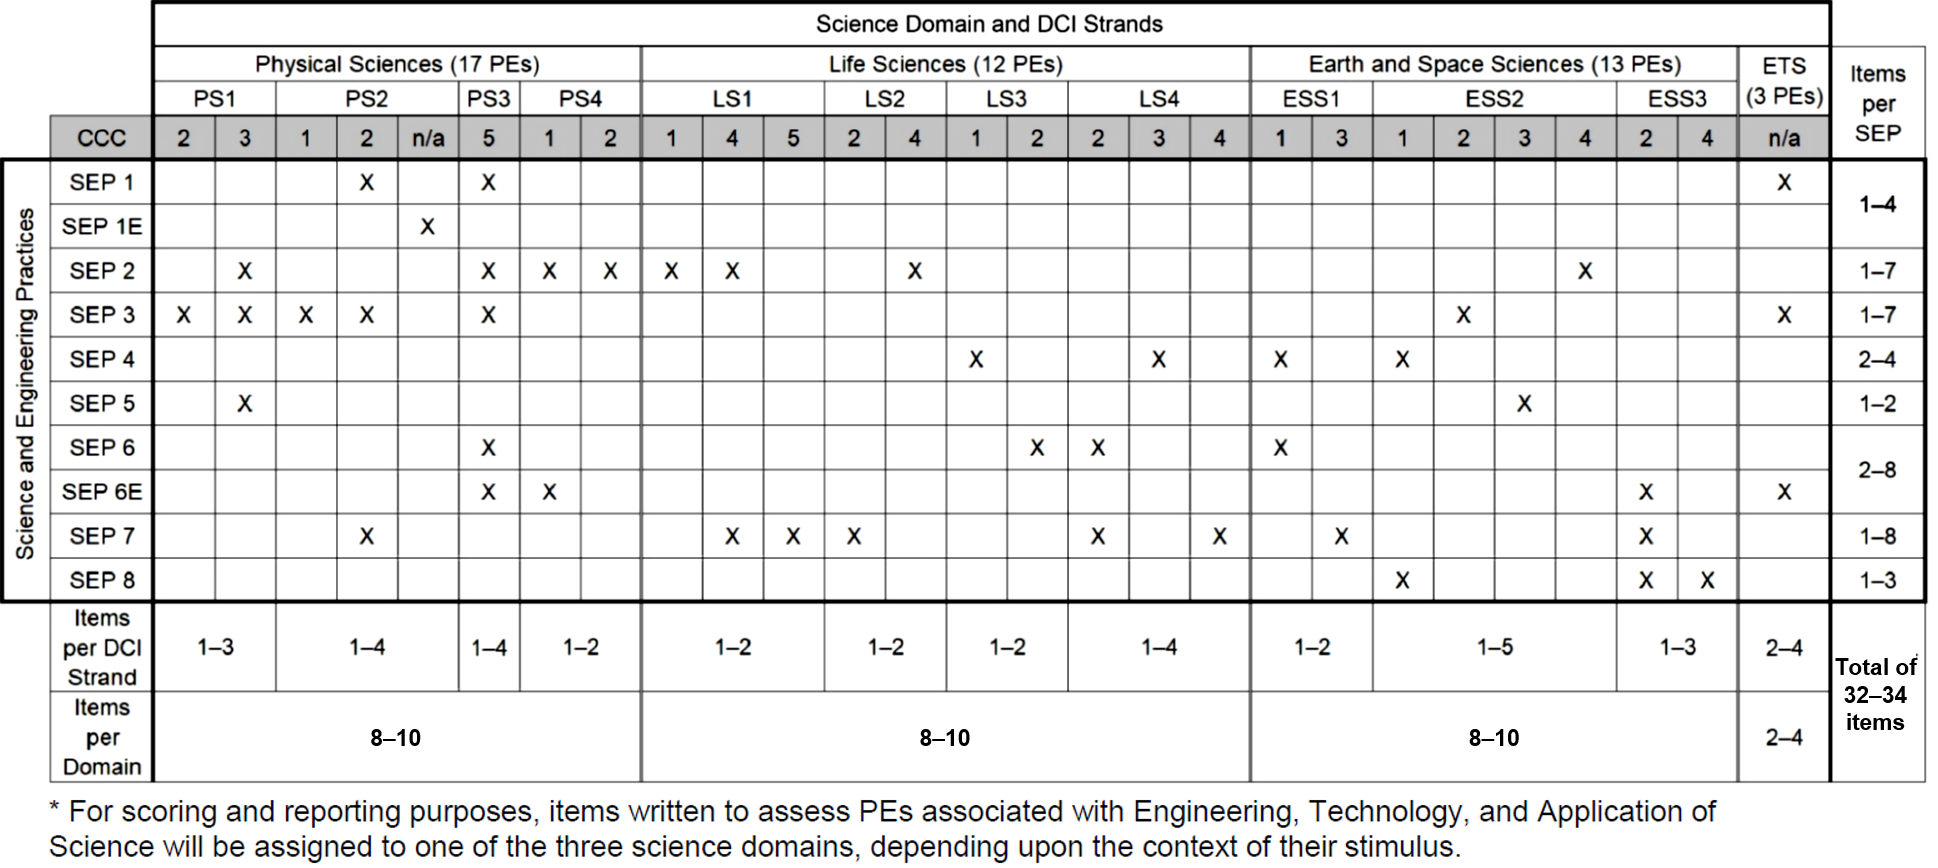 Science Domain and DCI Strands
Physical Sciences (17 PEs) Life Sciences (12 PEs) Earth and Space Sciences (13 PEs) ETS (3 PEs) Items per SEP
PS1 PS2 PS3 PS4 LS1 LS2 LS3 LS4 ESS1 ESS2 ESS3
CCC 2 3 1 2 n/a 5 1 2 1 4 5 2 4 1 2 2 3 4 1 3 1 2 3 4 2 4 n/a
Science and Engineering Practices
SEP 1 X X X 1–4
SEP 1E X
SEP 2 X X X X X X X X 1–7
SEP 3 X X X X X X X 1–7
SEP 4 X X X X 2–4
SEP 5 X X 1–2
SEP 6 X X X X 2–8
SEP 6E X X X X
SEP 7 X X X X X X X X 1–8
SEP 8 X X X 1–3
Items per DCI Strand 1–3 1–4 1–4 1–2 1–2 1–2 1–2 1–4 1–2 1–5 1–3 2–4 Total of 32–34 items
Items per Domain 8–10 8–10 8–10 2–4
* For scoring and reporting purposes, items written to assess PEs associated with Engineering, Technology, and Application of
Science will be assigned to one of the three science domains, depending upon the context of their stimulus.